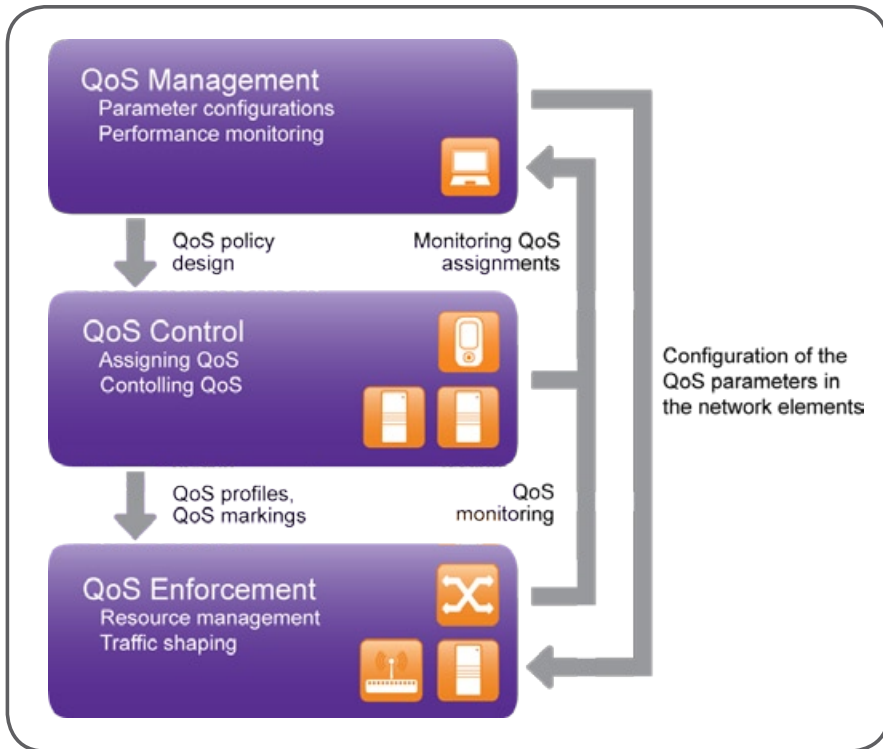 QoS Management
Parameter configurations
Performance monitoring
QoS policy
design
Monitoring QoS
assignments
QoS Control
Assigning QoS
Contolling QoS
Configuration of the
QoS parameters in
the network elements
QoS profiles,
QoS markings
QoS
monitoring
QoS Enforcement
Resource management
Traffic shaping